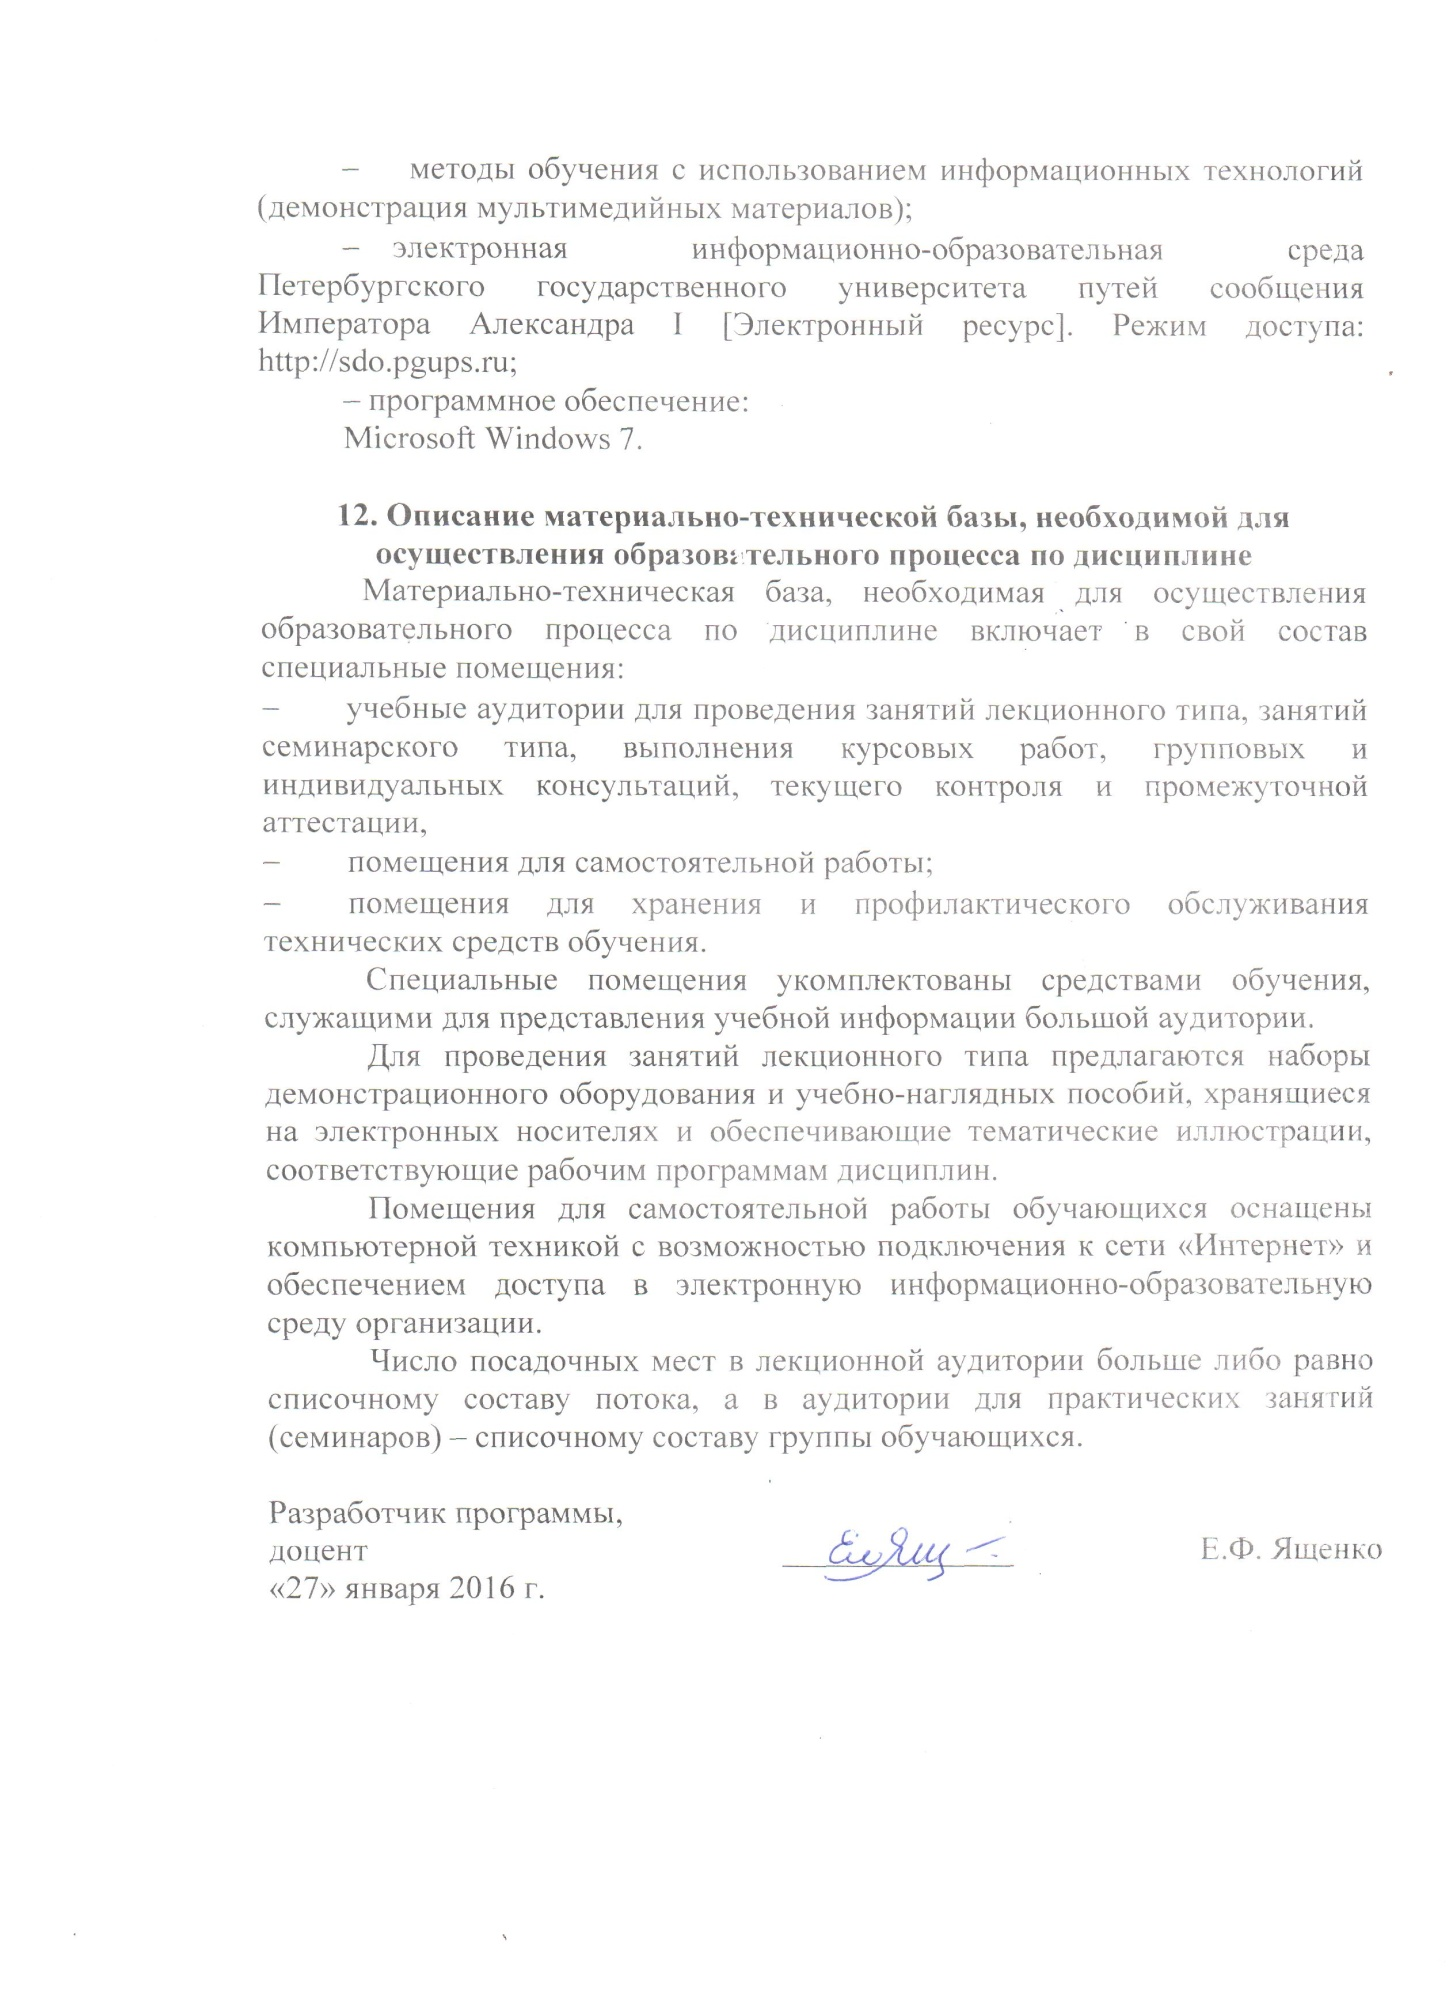 – методы обучения с использованием информационных технологий
(демонстрация мультимедийных материалов);
– электронная информационно-образовательная среда
Петербургского государственного университета путей сообщения
Императора Александра I [Электронный ресурс]. Режим доступа:
http://sdo.pgups.ru;
– программное обеспечение:
Microsoft Windows 7.
12. Описание материально-технической базы, необходимой для
осуществления образовательного процесса по дисциплине
Материально-техническая база, необходимая для осуществления
образовательного процесса по дисциплине включает в свой состав
специальные помещения:
– учебные аудитории для проведения занятий лекционного типа, занятий
семинарского типа, выполнения курсовых работ, групповых и
индивидуальных консультаций, текущего контроля и промежуточной
аттестации,
– помещения для самостоятельной работы;
– помещения для хранения и профилактического обслуживания
технических средств обучения.
Специальные помещения укомплектованы средствами обучения,
служащими для представления учебной информации большой аудитории.
Для проведения занятий лекционного типа предлагаются наборы
демонстрационного оборудования и учебно-наглядных пособий, хранящиеся
на электронных носителях и обеспечивающие тематические иллюстрации,
соответствующие рабочим программам дисциплин.
Помещения для самостоятельной работы обучающихся оснащены
компьютерной техникой с возможностью подключения к сети «Интернет» и
обеспечением доступа в электронную информационно-образовательную
среду организации.
Число посадочных мест в лекционной аудитории больше либо равно
списочному составу потока, а в аудитории для практических занятий
(семинаров) – списочному составу группы обучающихся.
Разработчик программы,
доцент Е.Ф. Ященко
«27» января 2016 г.